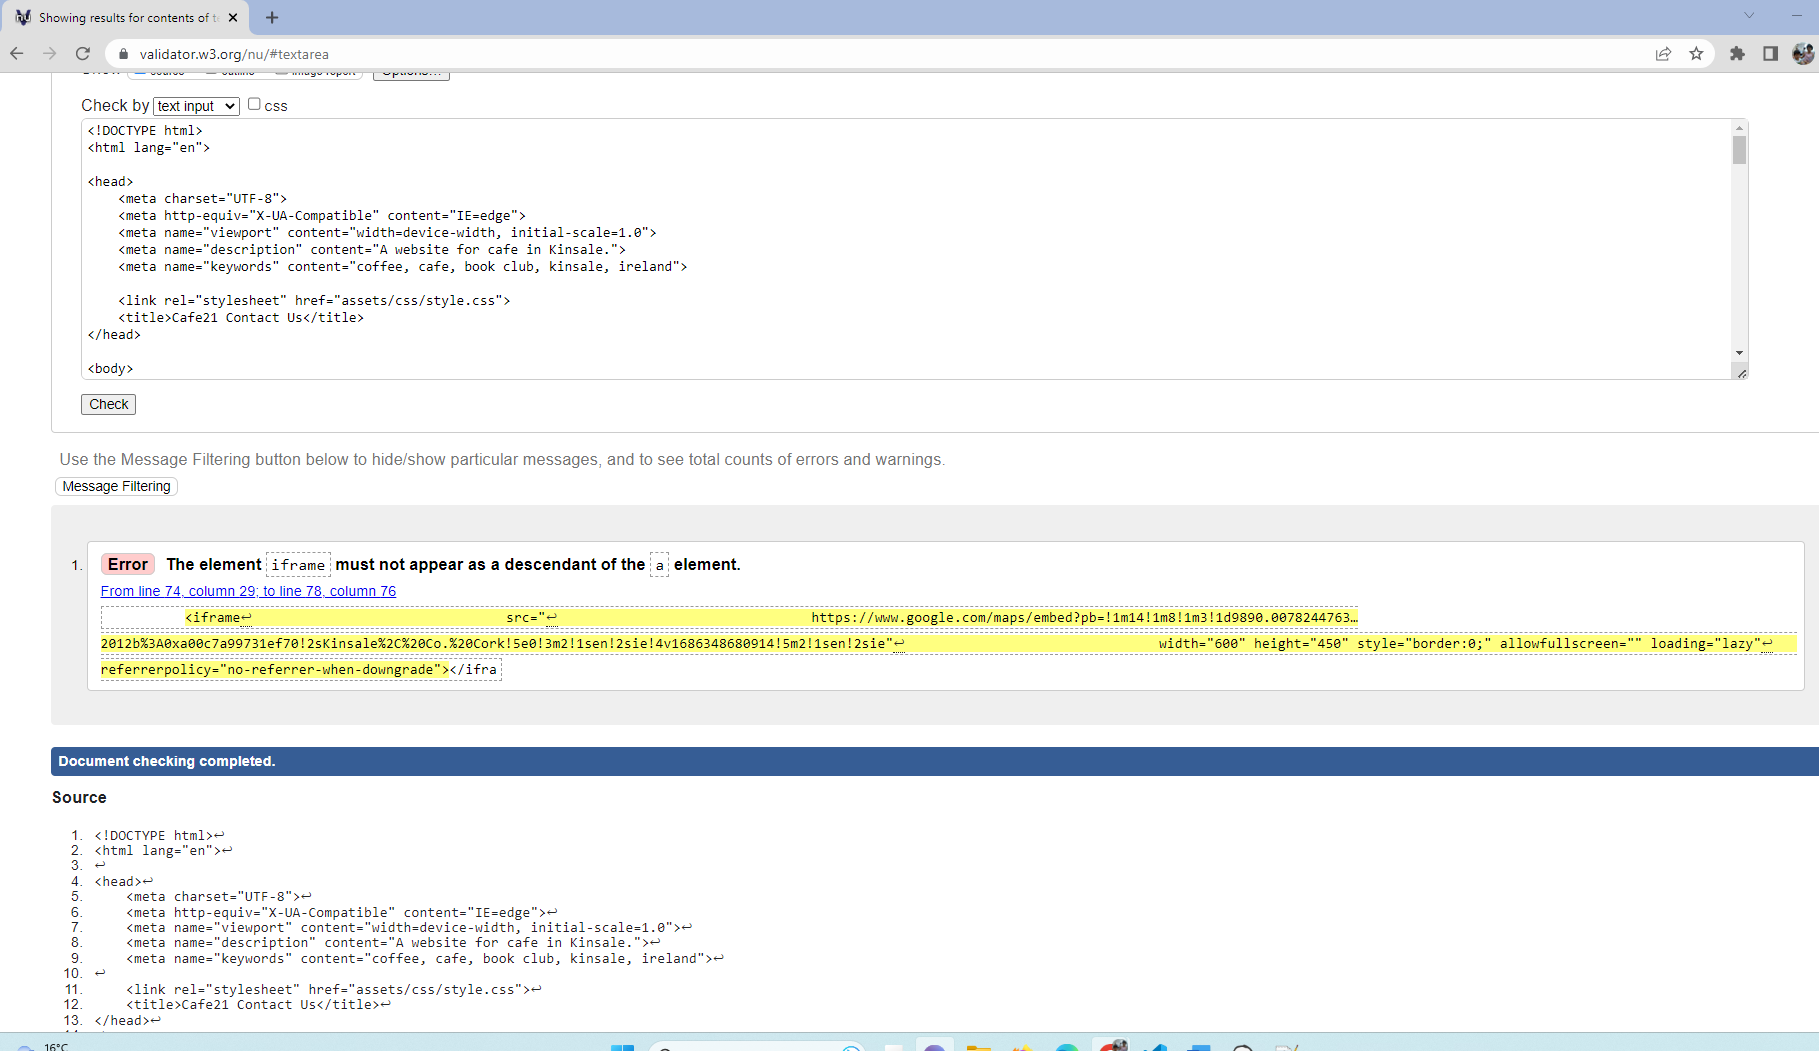 Showing results for contents of t
validator.w3.org/nu/#textarea
Check by text input css
<!DOCTYPE html>
<html lang="en">
<head>
<meta charset="UTF-8">
<meta http-equiv="X-UA-Compatible" content="IE=edge">
<meta name="viewport" content="width=device-width, initial-scale=1.0">
<meta name="description" content="A website for cafe in Kinsale.">
<meta name="keywords" content="coffee, cafe, book club, kinsale, ireland">
<link rel="stylesheet" href="assets/css/style.css">
<title>Cafe21 Contact Us</title>
</head>
<body>
Check
Use the Message Filtering button below to hide/show particular messages, and to see total counts of errors and warnings.
Message Filtering
1. Error The element iframe must not appear as a descendant of the a element.
From line 74, column 29; to line 78, column 76
<iframe↩ src="↩ https://www.google.com/maps/embed?pb=!1m14!1m8!1m3!1d9890.0078244763…
2012b%3A0xa00c7a99731ef70!2sKinsale%2C%20Co.%20Cork!5e0!3m2!1sen!2sie!4v1686348680914!5m2!1sen!2sie"↩ width="600" height="450" style="border:0;" allowfullscreen="" loading="lazy"↩
referrerpolicy="no-referrer-when-downgrade"></ifra
Document checking completed.
Source
1. <!DOCTYPE html>↩
2. <html lang="en">↩
3. ↩
4. <head>↩
5. <meta charset="UTF-8">↩
6. <meta http-equiv="X-UA-Compatible" content="IE=edge">↩
7. <meta name="viewport" content="width=device-width, initial-scale=1.0">↩
8. <meta name="description" content="A website for cafe in Kinsale.">↩
9. <meta name="keywords" content="coffee, cafe, book club, kinsale, ireland">↩
10. ↩
11. <link rel="stylesheet" href="assets/css/style.css">↩
12. <title>Cafe21 Contact Us</title>↩
13. </head>↩
16°C